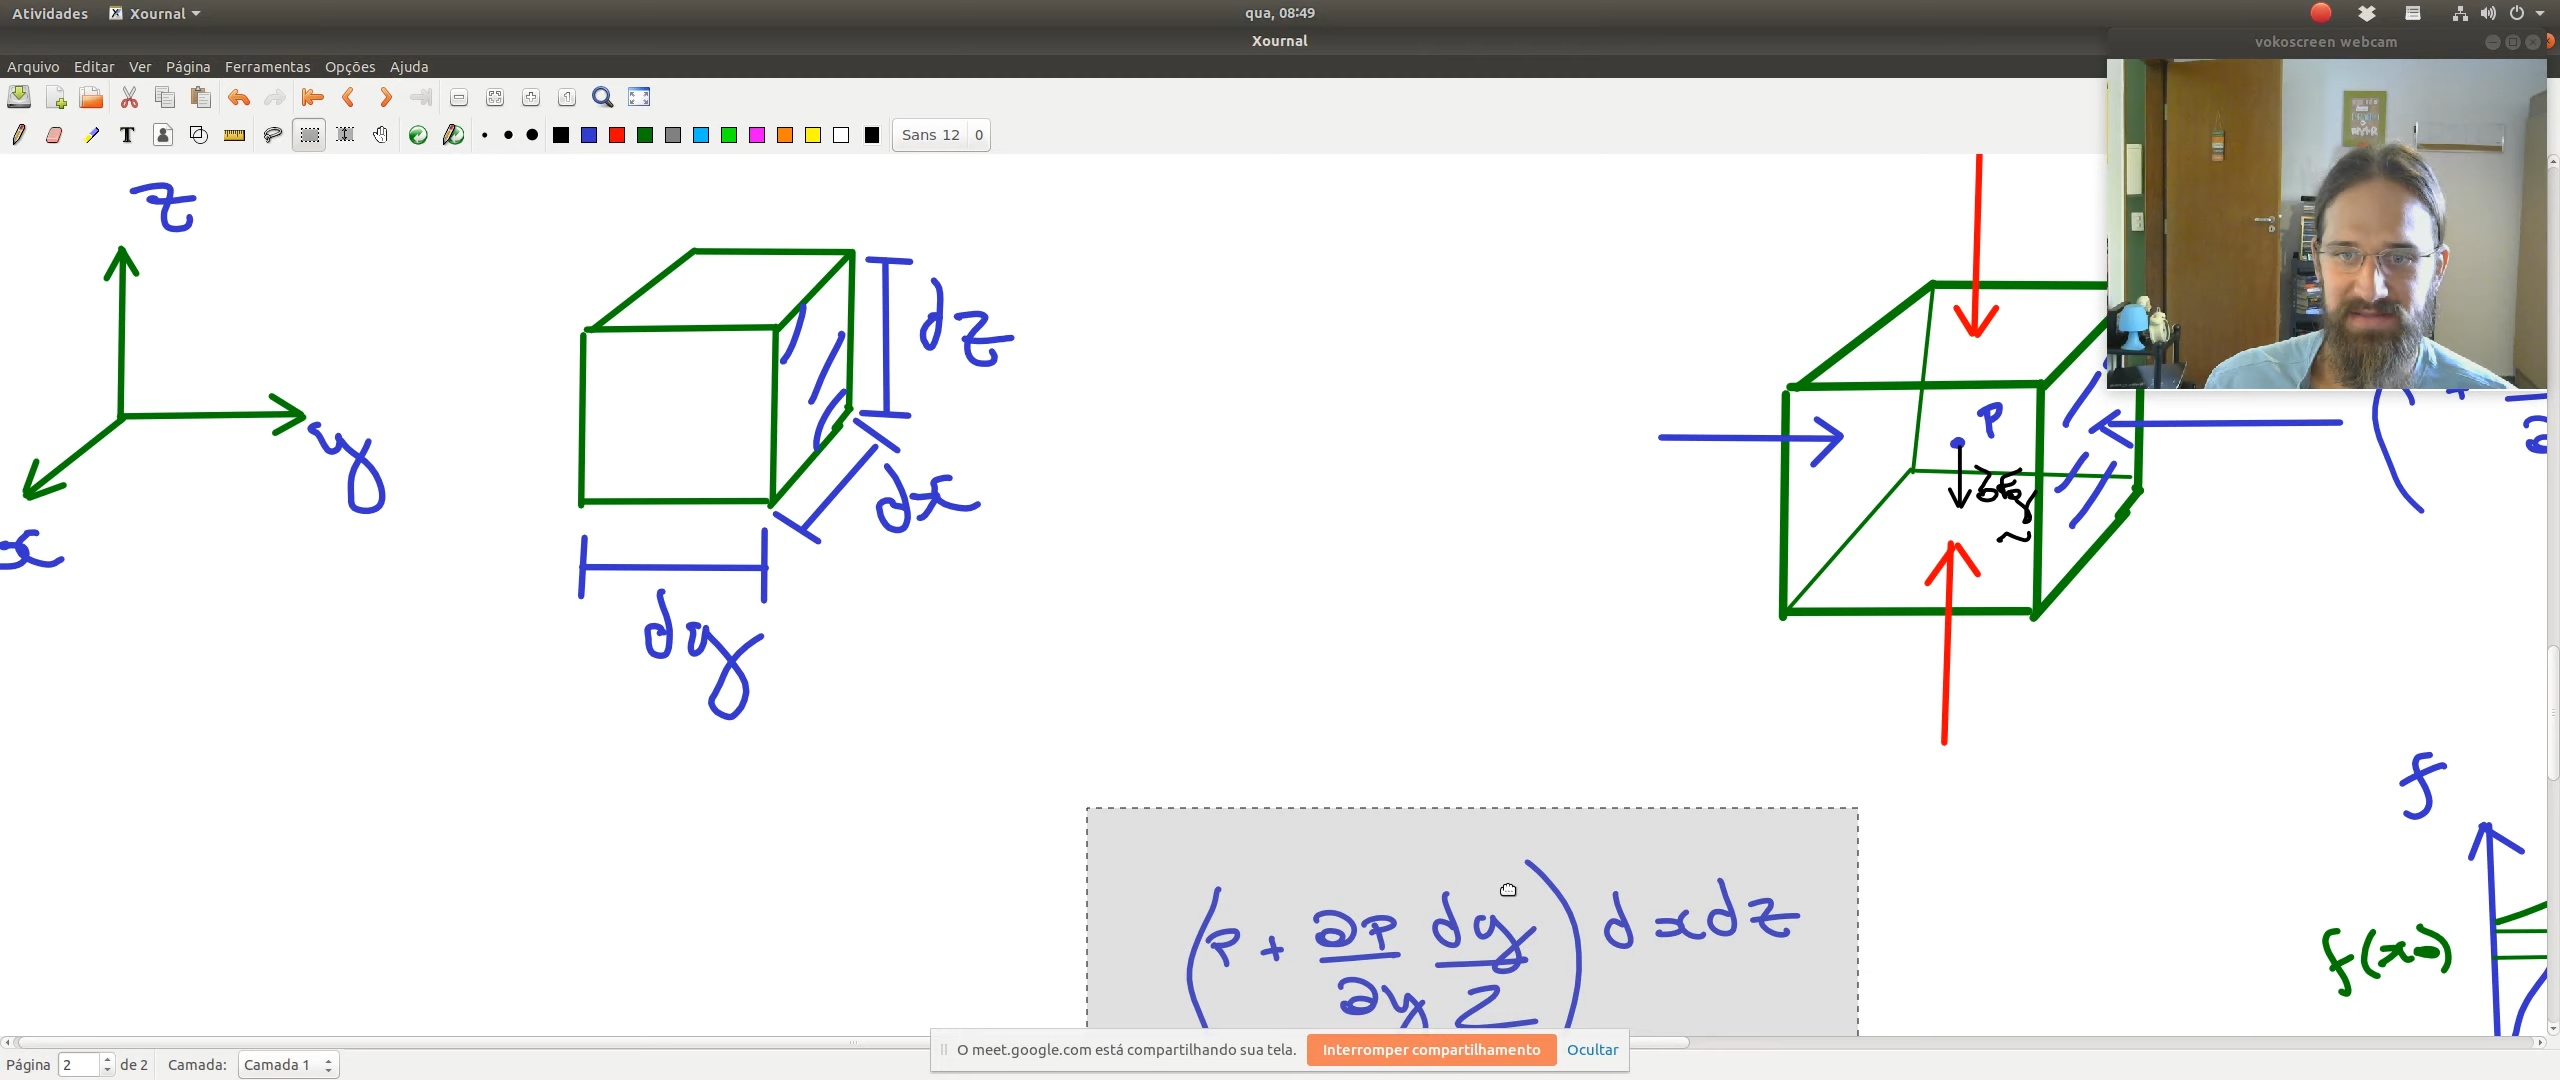 Atividades Xournal qua, 08:49
Xournal
vokoscreen webcam
Arquivo Editar Ver Página Ferramentas Opções Ajuda
Sans 12 0
z
y
x
dz
dx
dy
P
f
(P + ∂P/∂y dy/2) dxdz
O meet.google.com está compartilhando sua tela. Interromper compartilhamento Ocultar
Página 2 de 2 Camada: Camada 1